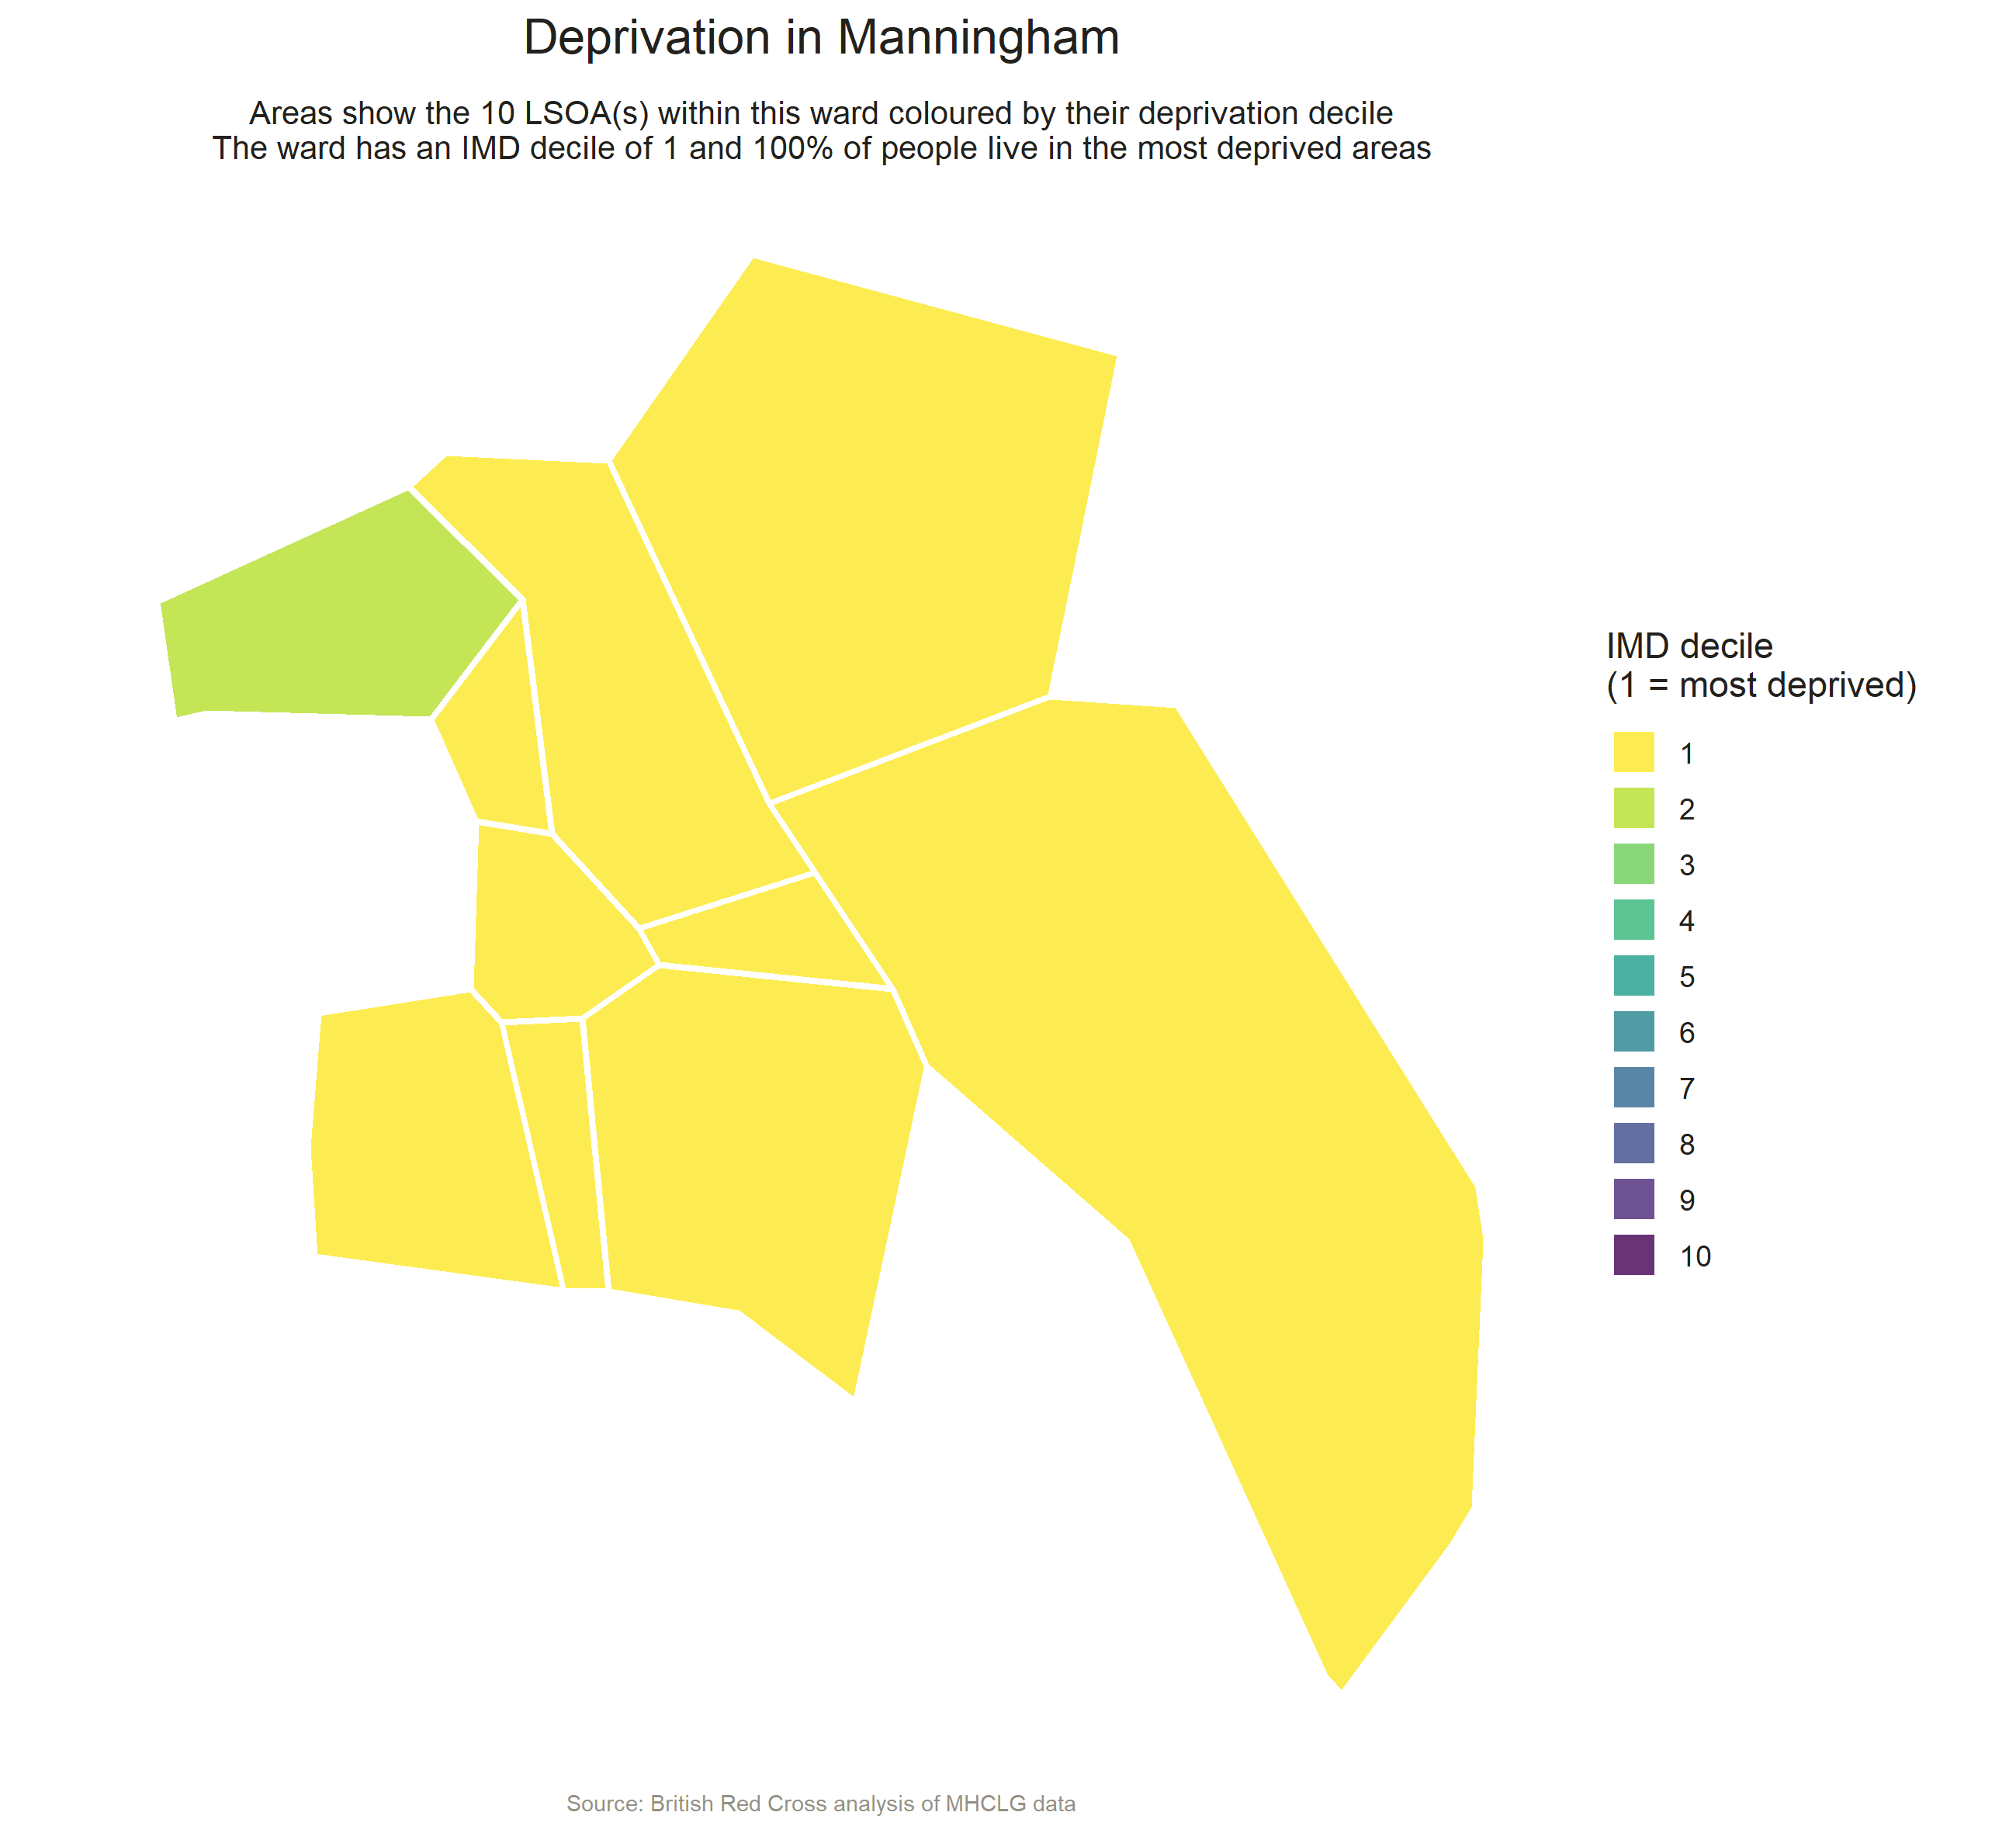 Deprivation in Manningham
Areas show the 10 LSOA(s) within this ward coloured by their deprivation decile
The ward has an IMD decile of 1 and 100% of people live in the most deprived areas
IMD decile
(1 = most deprived)
1
2
3
4
5
6
7
8
9
10
Source: British Red Cross analysis of MHCLG data